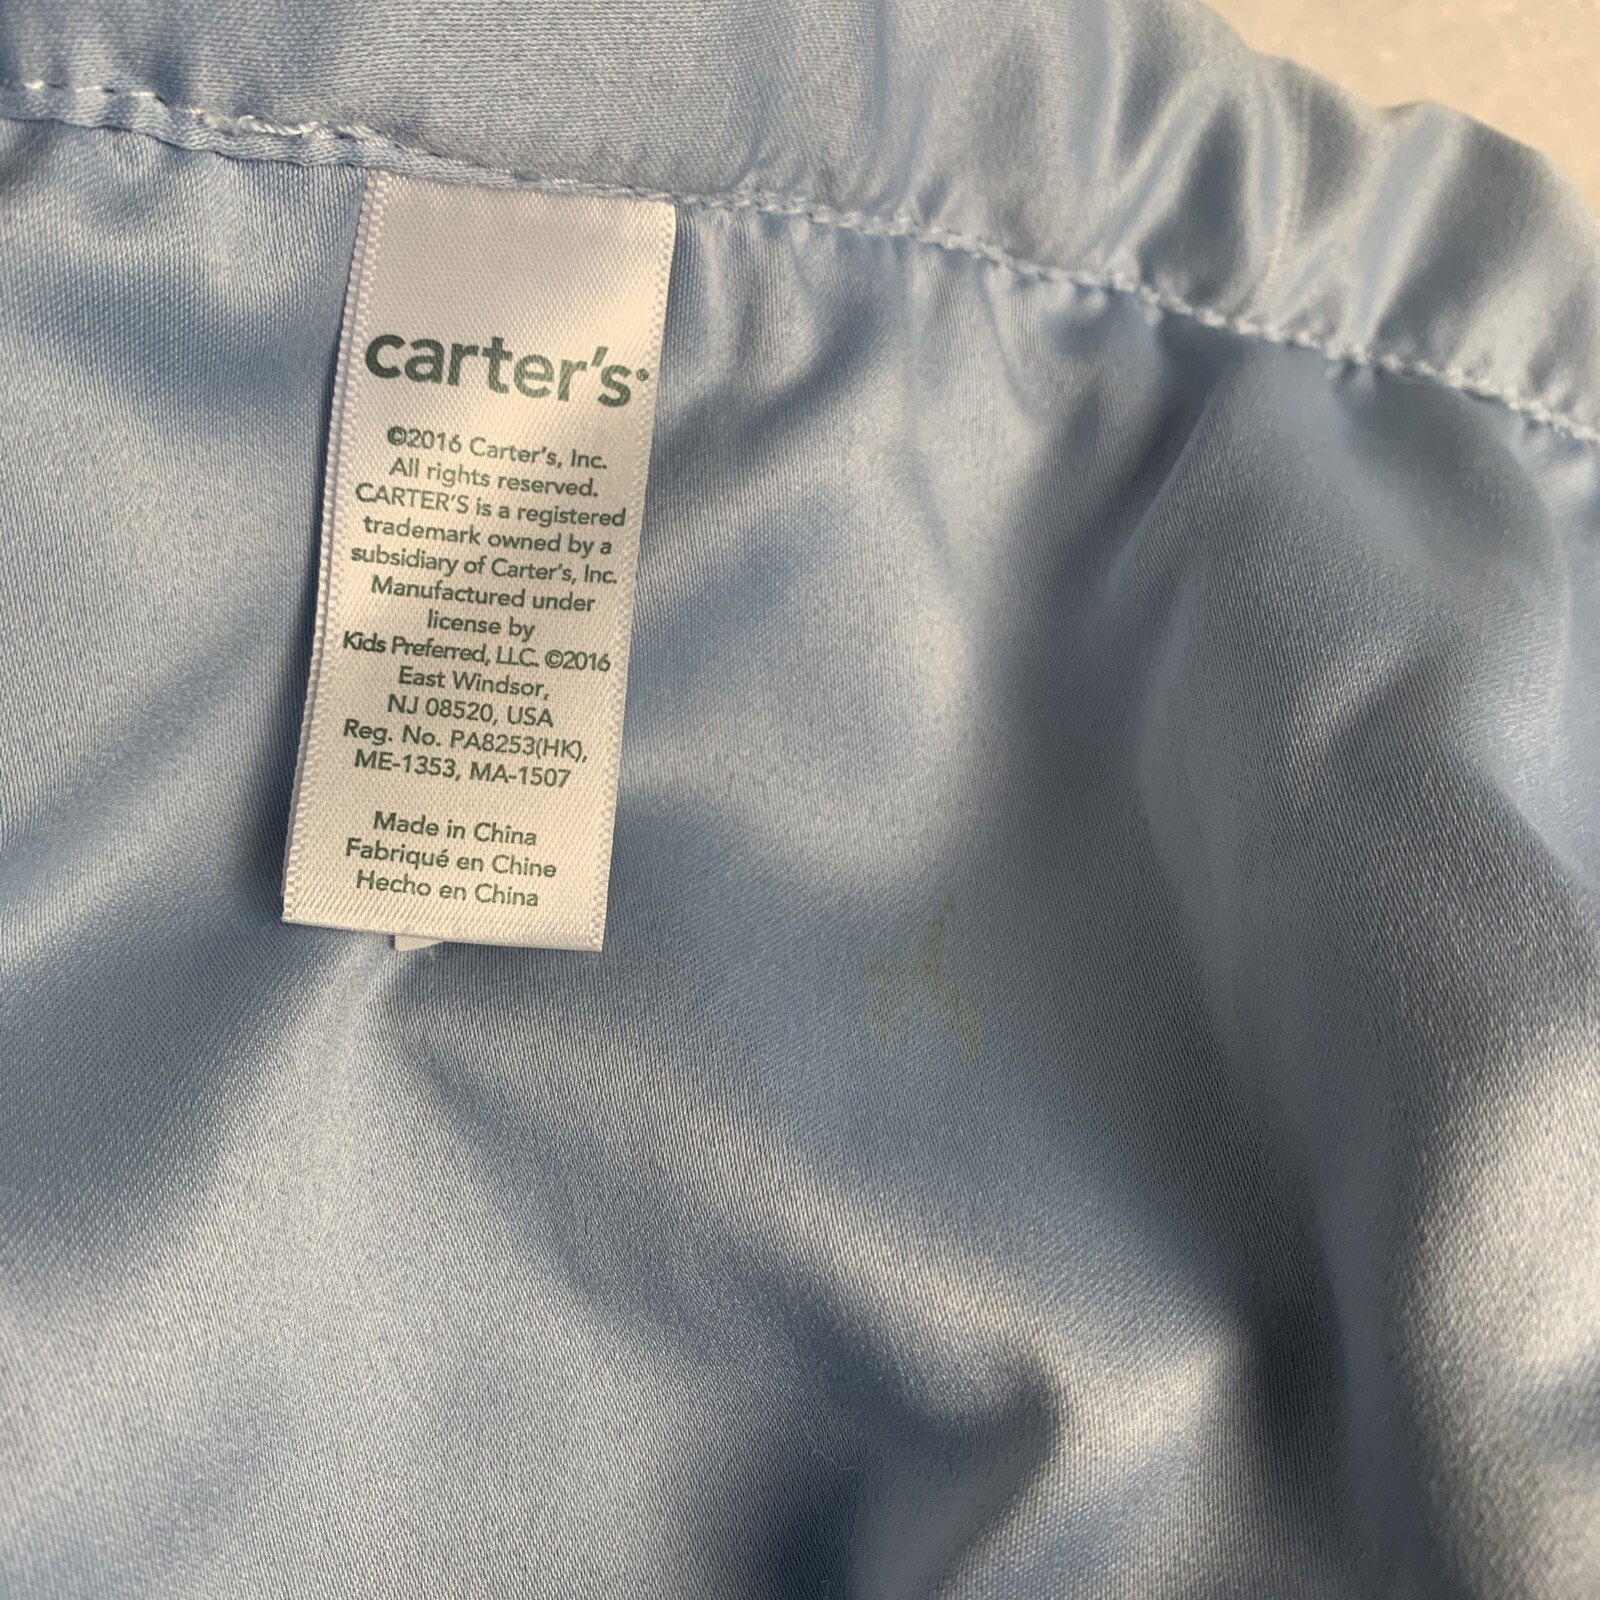 carter's®
©2016 Carter's, Inc.
All rights reserved.
CARTER'S is a registered
trademark owned by a
subsidiary of Carter's, Inc.
Manufactured under
license by
Kids Preferred, LLC. ©2016
East Windsor,
NJ 08520, USA
Reg. No. PA8253(HK),
ME-1353, MA-1507
Made in China
Fabriqué en Chine
Hecho en China